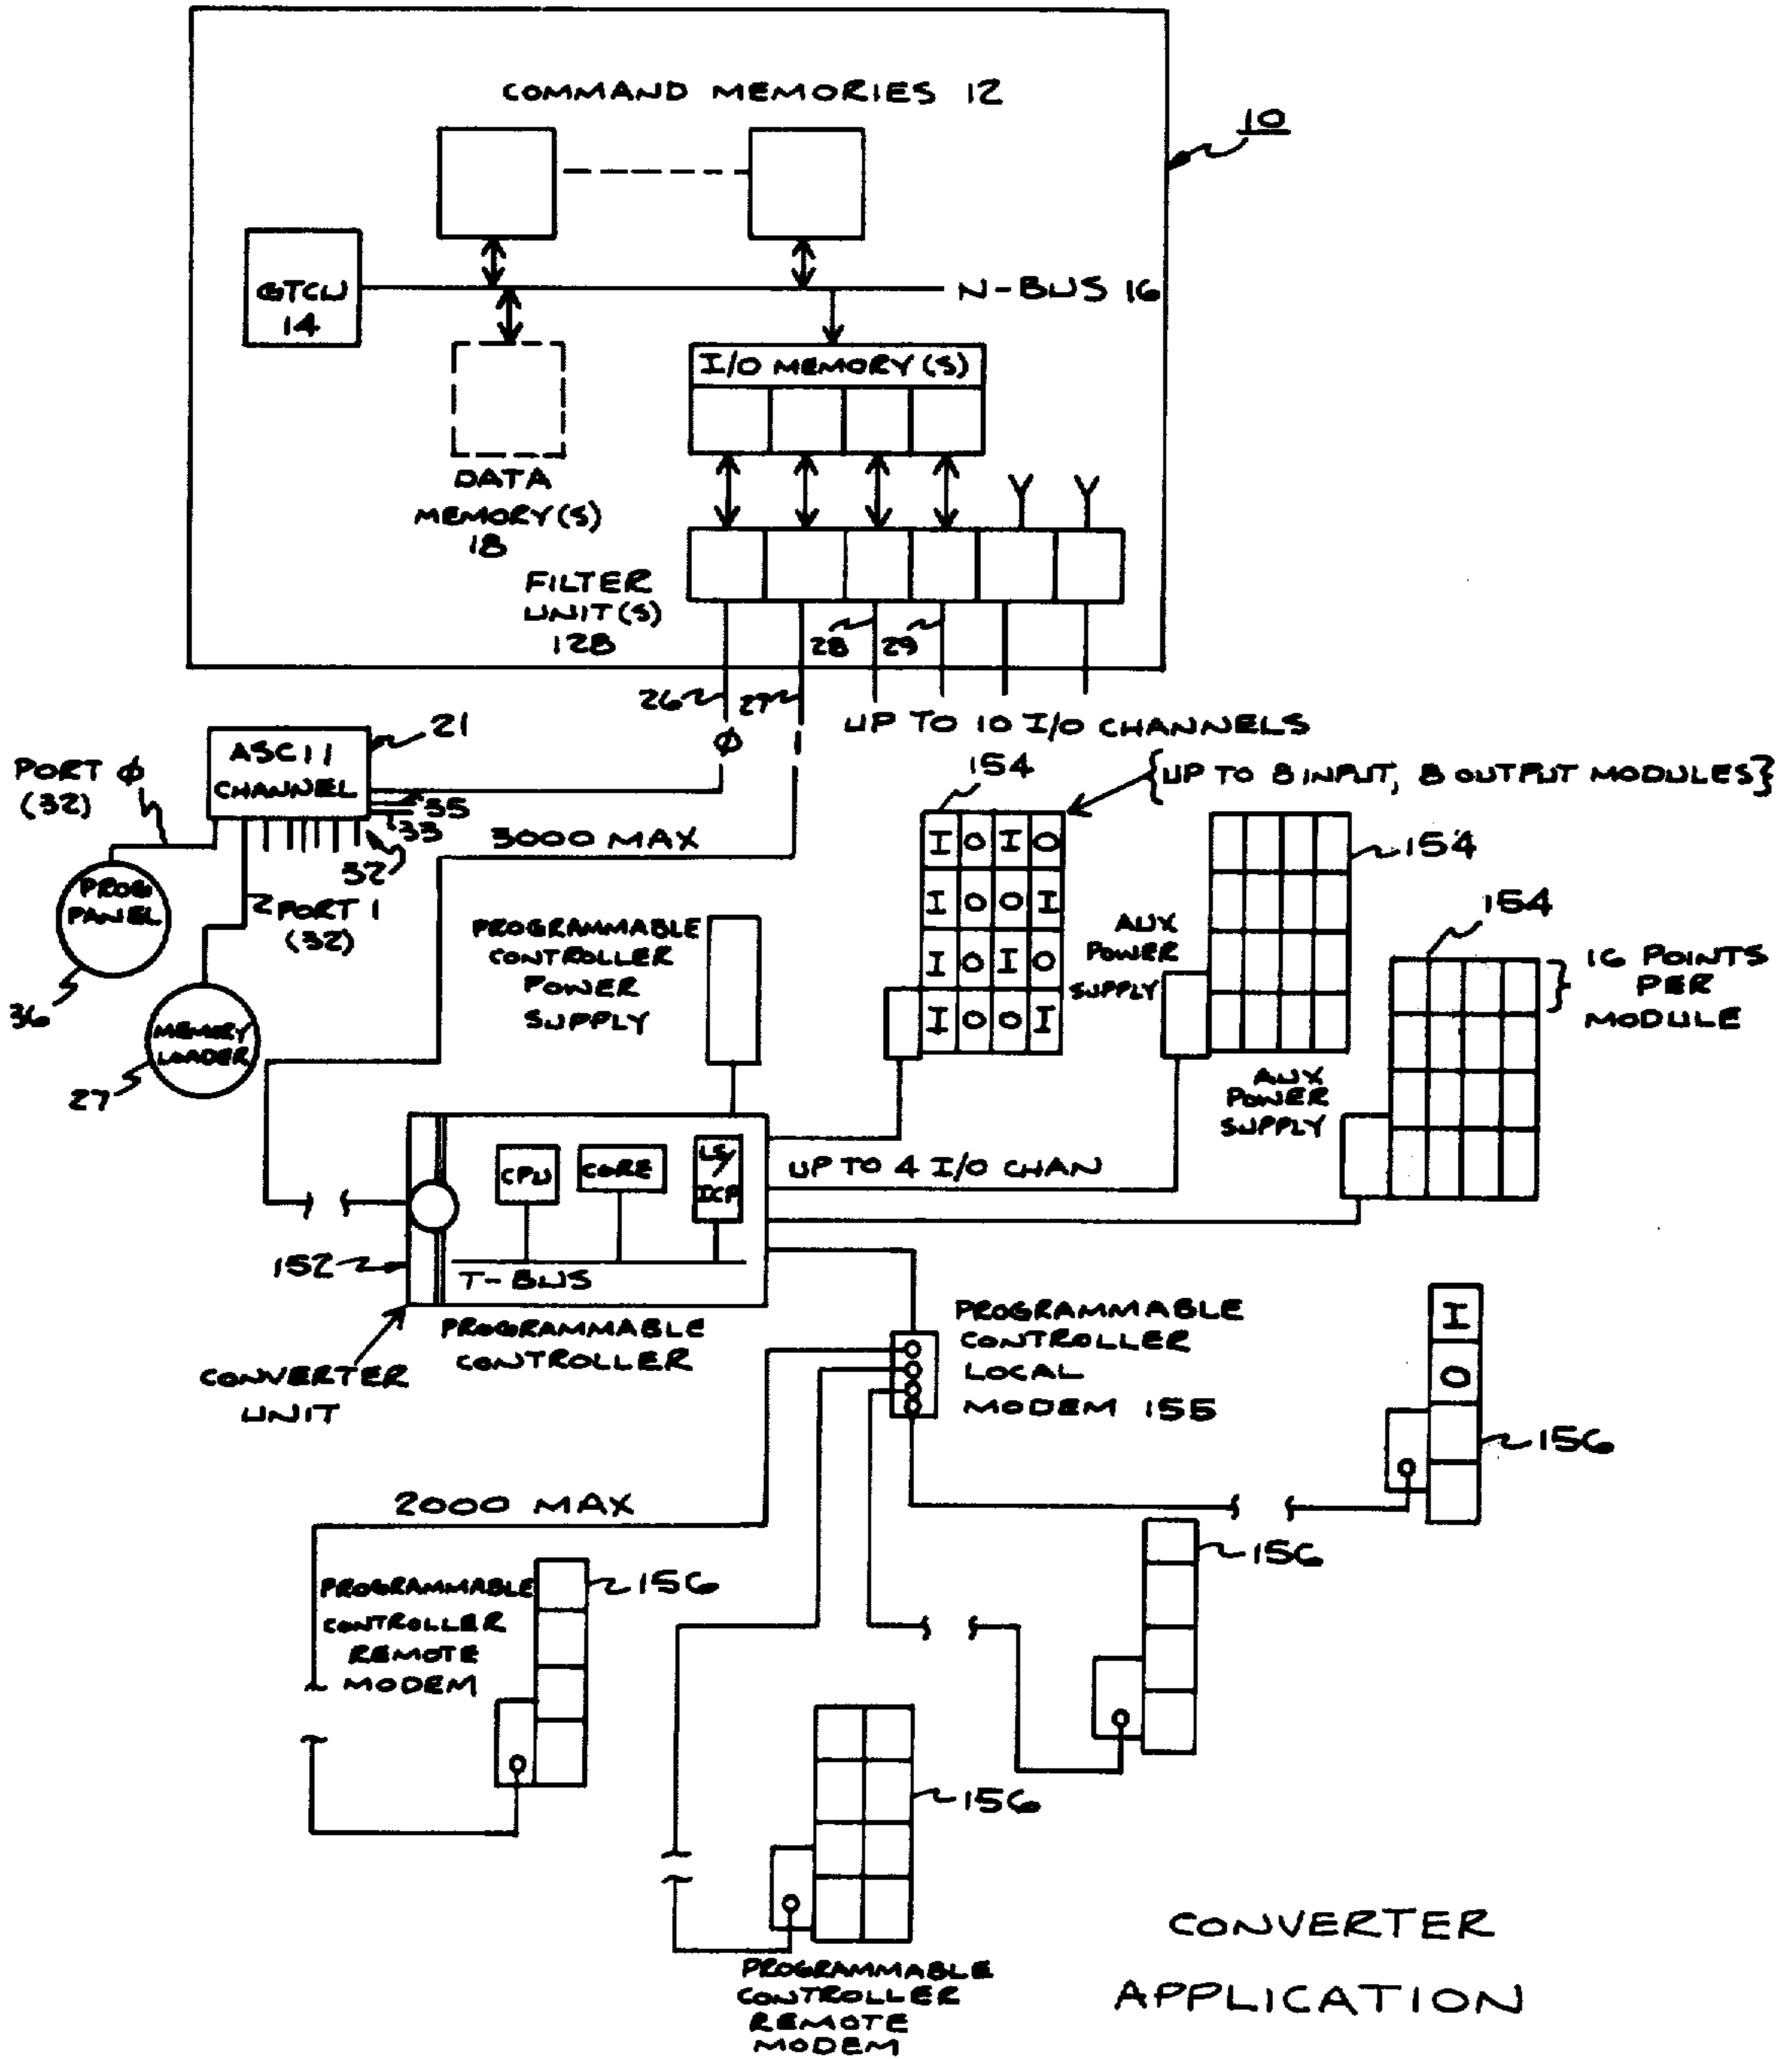 COMMAND MEMORIES 12
10
GTCU
14
N-BUS 16
I/O MEMORY(S)
DATA
MEMORY(S)
18
FILTER
UNIT(S)
128
28
29
26
27
UP TO 10 I/O CHANNELS
Φ
1
21
ASCII
CHANNEL
PORT Φ
(32)
35
33
32
3000 MAX
PROG
PANEL
PORT 1
(32)
36
MEMORY
LOADER
27
154
{UP TO 8 INPUT, 8 OUTPUT MODULES}
I O I O
I O O I
I O I O
I O O I
154
154
AUX
POWER
SUPPLY
16 POINTS
PER
MODULE
AUX
POWER
SUPPLY
PROGRAMMABLE
CONTROLLER
POWER
SUPPLY
CPU
CORE
LS/
ICP
UP TO 4 I/O CHAN
T-BUS
152
PROGRAMMABLE
CONTROLLER
CONVERTER
UNIT
PROGRAMMABLE
CONTROLLER
LOCAL
MODEM 155
I
O
156
2000 MAX
156
PROGRAMMABLE
CONTROLLER
REMOTE
MODEM
156
156
PROGRAMMABLE
CONTROLLER
REMOTE
MODEM
CONVERTER
APPLICATION